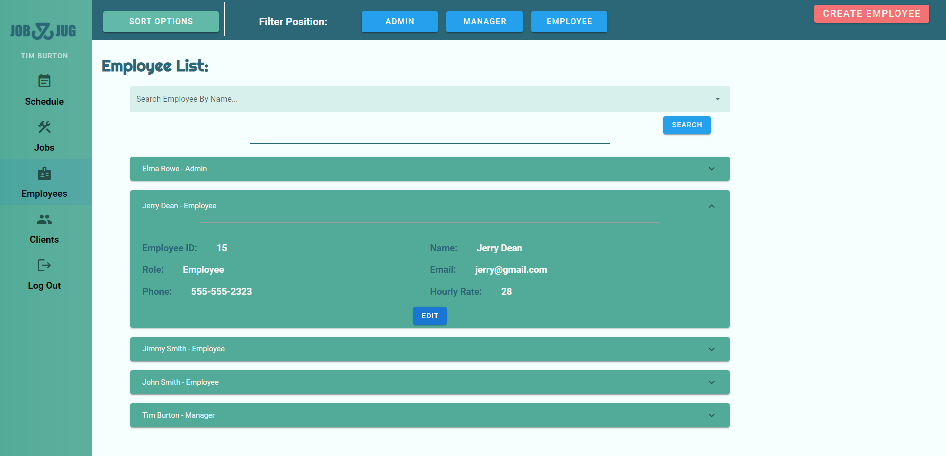 JOB JUG
TIM BURTON
Schedule
Jobs
Employees
Clients
Log Out
SORT OPTIONS
Filter Position:
ADMIN
MANAGER
EMPLOYEE
CREATE EMPLOYEE
Employee List:
Search Employee By Name...
SEARCH
Elma Rowe - Admin
Jerry Dean - Employee
Employee ID: 15
Name: Jerry Dean
Role: Employee
Email: jerry@gmail.com
Phone: 555-555-2323
Hourly Rate: 28
EDIT
Jimmy Smith - Employee
John Smith - Employee
Tim Burton - Manager